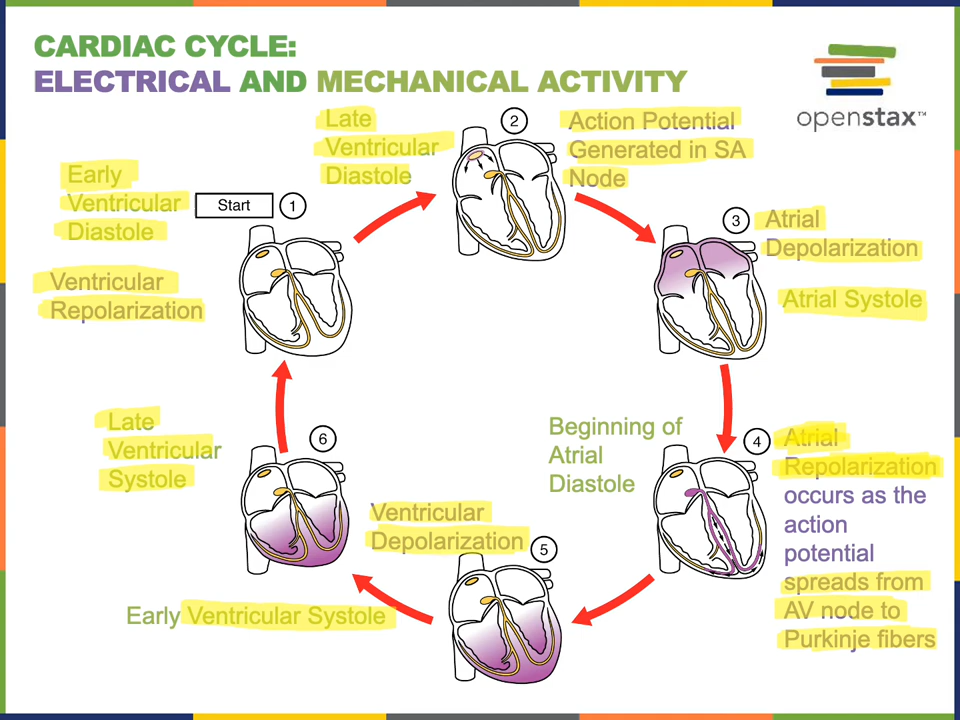 CARDIAC CYCLE:
ELECTRICAL AND MECHANICAL ACTIVITY
openstax™
Early
Ventricular
Diastole
Start
1
Ventricular
Repolarization
Late
Ventricular
Diastole
2
Action Potential
Generated in SA
Node
3
Atrial
Depolarization
Atrial Systole
Beginning of
Atrial
Diastole
4
Atrial
Repolarization
occurs as the
action
potential
spreads from
AV node to
Purkinje fibers
Ventricular
Depolarization
5
Early Ventricular Systole
Late
Ventricular
Systole
6